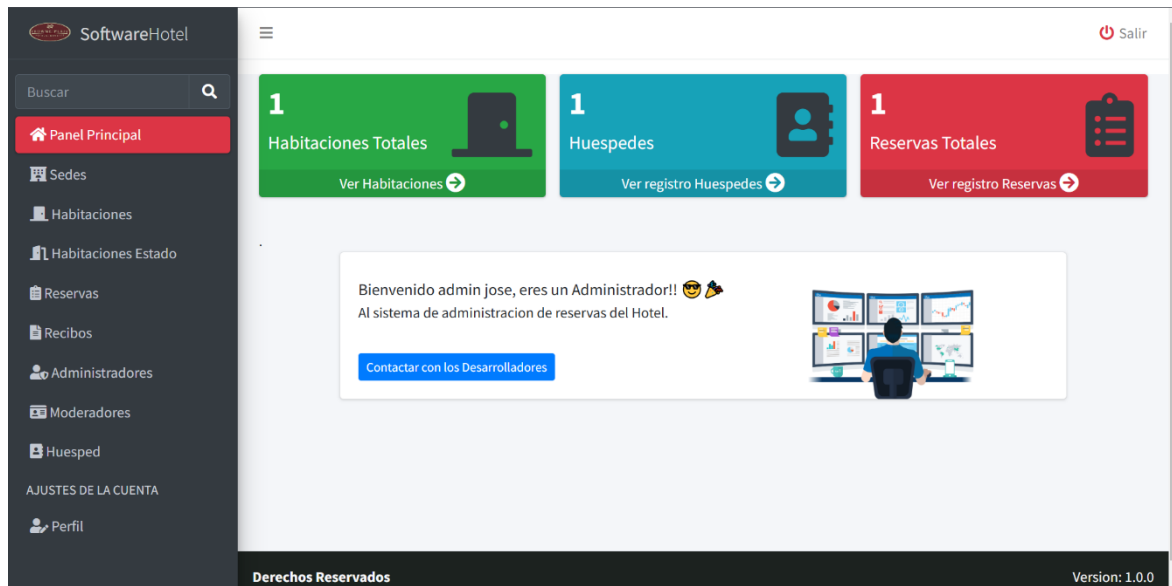 SoftwareHotel
Salir
Buscar
Panel Principal
Sedes
Habitaciones
Habitaciones Estado
Reservas
Recibos
Administradores
Moderadores
Huesped
AJUSTES DE LA CUENTA
Perfil
1
Habitaciones Totales
Ver Habitaciones
1
Huespedes
Ver registro Huespedes
1
Reservas Totales
Ver registro Reservas
.
Bienvenido admin jose, eres un Administrador!! 😎 🎉
Al sistema de administracion de reservas del Hotel.
Contactar con los Desarrolladores
Derechos Reservados
Version: 1.0.0